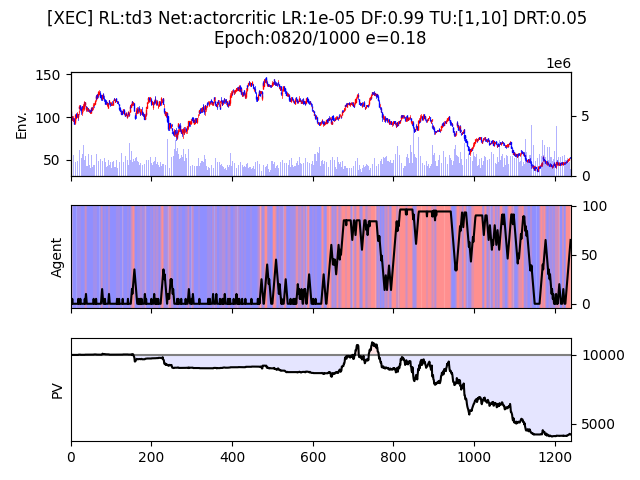 [XEC] RL:td3 Net:actorcritic LR:1e-05 DF:0.99 TU:[1,10] DRT:0.05
Epoch:0820/1000 e=0.18
1e6
150
100
50
Env.
5
0
Agent
100
50
0
PV
10000
5000
0 200 400 600 800 1000 1200